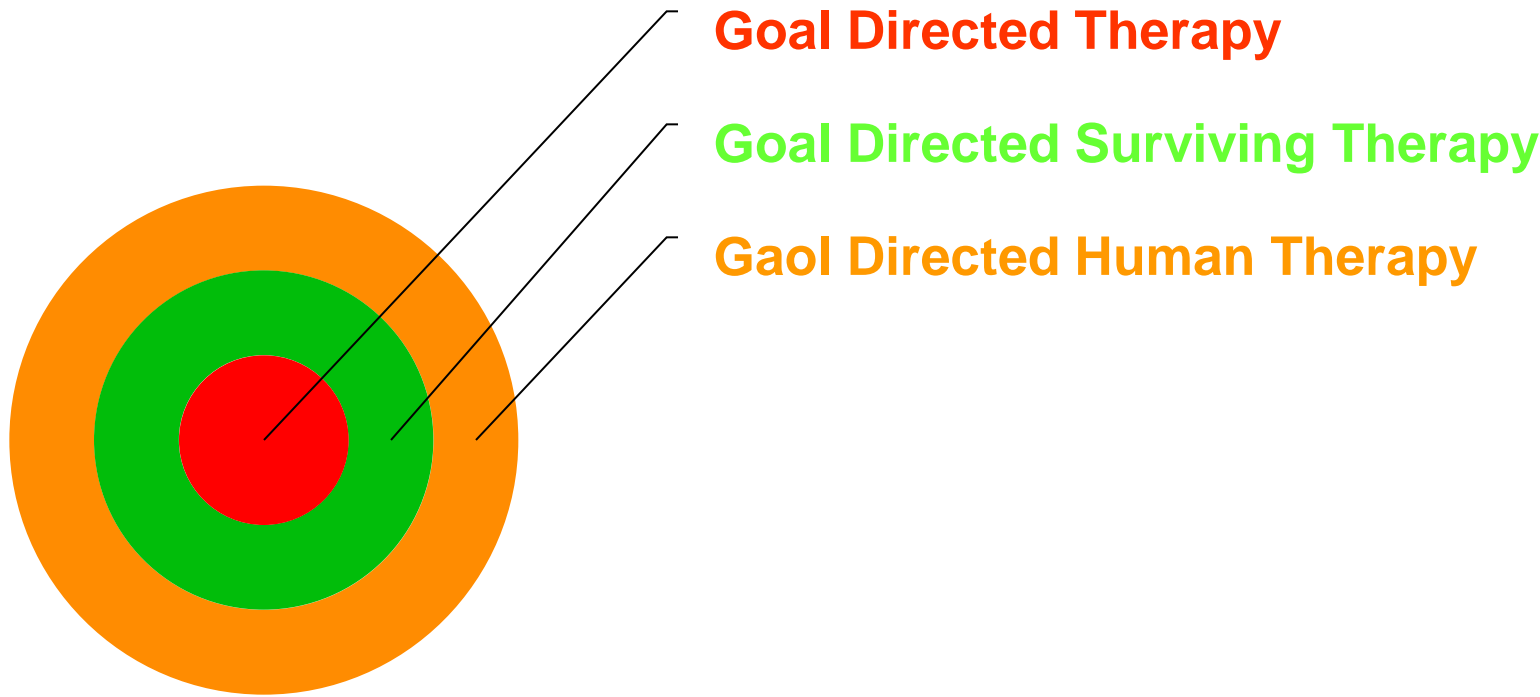 Goal Directed Therapy
Goal Directed Surviving Therapy
Gaol Directed Human Therapy